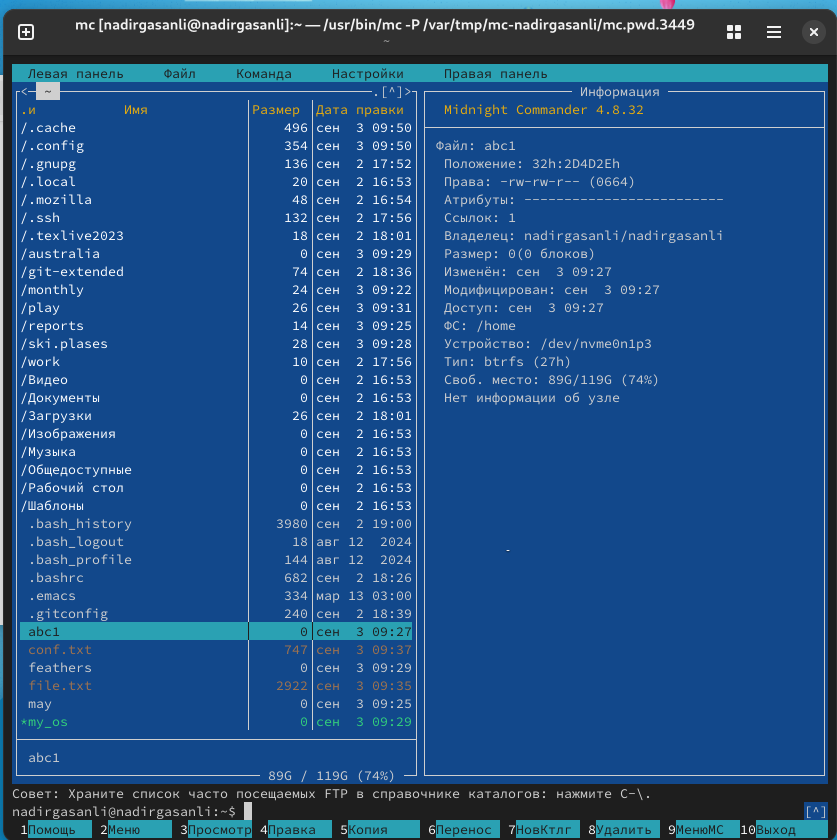 mc [nadirgasanli@nadirgasanli]:~ — /usr/bin/mc -P /var/tmp/mc-nadirgasanli/mc.pwd.3449
~
Левая панель Файл Команда Настройки Правая панель
<─ ~ .[^]>
.и Имя Размер Дата правки
/.cache 496 сен 3 09:50
/.config 354 сен 3 09:50
/.gnupg 136 сен 2 17:52
/.local 20 сен 2 16:53
/.mozilla 48 сен 2 16:54
/.ssh 132 сен 2 17:56
/.texlive2023 18 сен 2 18:01
/australia 0 сен 3 09:29
/git-extended 74 сен 2 18:36
/monthly 24 сен 3 09:22
/play 26 сен 3 09:31
/reports 14 сен 3 09:25
/ski.plases 28 сен 3 09:28
/work 10 сен 2 17:56
/Видео 0 сен 2 16:53
/Документы 0 сен 2 16:53
/Загрузки 26 сен 2 18:01
/Изображения 0 сен 2 16:53
/Музыка 0 сен 2 16:53
/Общедоступные 0 сен 2 16:53
/Рабочий стол 0 сен 2 16:53
/Шаблоны 0 сен 2 16:53
.bash_history 3980 сен 2 19:00
.bash_logout 18 авг 12 2024
.bash_profile 144 авг 12 2024
.bashrc 682 сен 2 18:26
.emacs 334 мар 13 03:00
.gitconfig 240 сен 2 18:39
abc1 0 сен 3 09:27
conf.txt 747 сен 3 09:37
feathers 0 сен 3 09:29
file.txt 2922 сен 3 09:35
may 0 сен 3 09:25
*my_os 0 сен 3 09:29
abc1
89G / 119G (74%)
Информация
Midnight Commander 4.8.32
Файл: abc1
Положение: 32h:2D4D2Eh
Права: -rw-rw-r-- (0664)
Атрибуты: -------------------------
Ссылок: 1
Владелец: nadirgasanli/nadirgasanli
Размер: 0(0 блоков)
Изменён: сен 3 09:27
Модифицирован: сен 3 09:27
Доступ: сен 3 09:27
ФС: /home
Устройство: /dev/nvme0n1p3
Тип: btrfs (27h)
Своб. место: 89G/119G (74%)
Нет информации об узле
Совет: Храните список часто посещаемых FTP в справочнике каталогов: нажмите C-\.
nadirgasanli@nadirgasanli:~$ [^]
1Помощь 2Меню 3Просмотр 4Правка 5Копия 6Перенос 7НовКтлг 8Удалить 9МенюMC 10Выход